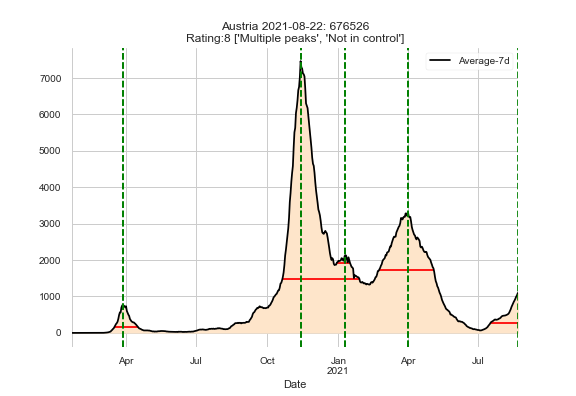 Austria 2021-08-22: 676526
Rating:8 ['Multiple peaks', 'Not in control']
Average-7d
7000
6000
5000
4000
3000
2000
1000
0
Apr Jul Oct Jan Apr Jul
2021
Date